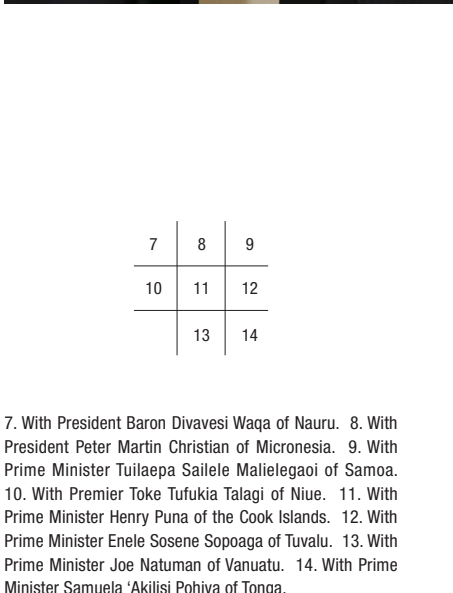 7 8 9
10 11 12
13 14
7. With President Baron Divavesi Waqa of Nauru. 8. With
President Peter Martin Christian of Micronesia. 9. With
Prime Minister Tuilaepa Sailele Malielegaoi of Samoa.
10. With Premier Toke Tufukia Talagi of Niue. 11. With
Prime Minister Henry Puna of the Cook Islands. 12. With
Prime Minister Enele Sosene Sopoaga of Tuvalu. 13. With
Prime Minister Joe Natuman of Vanuatu. 14. With Prime
Minister Samuela ‘Akilisi Pohiva of Tonga.